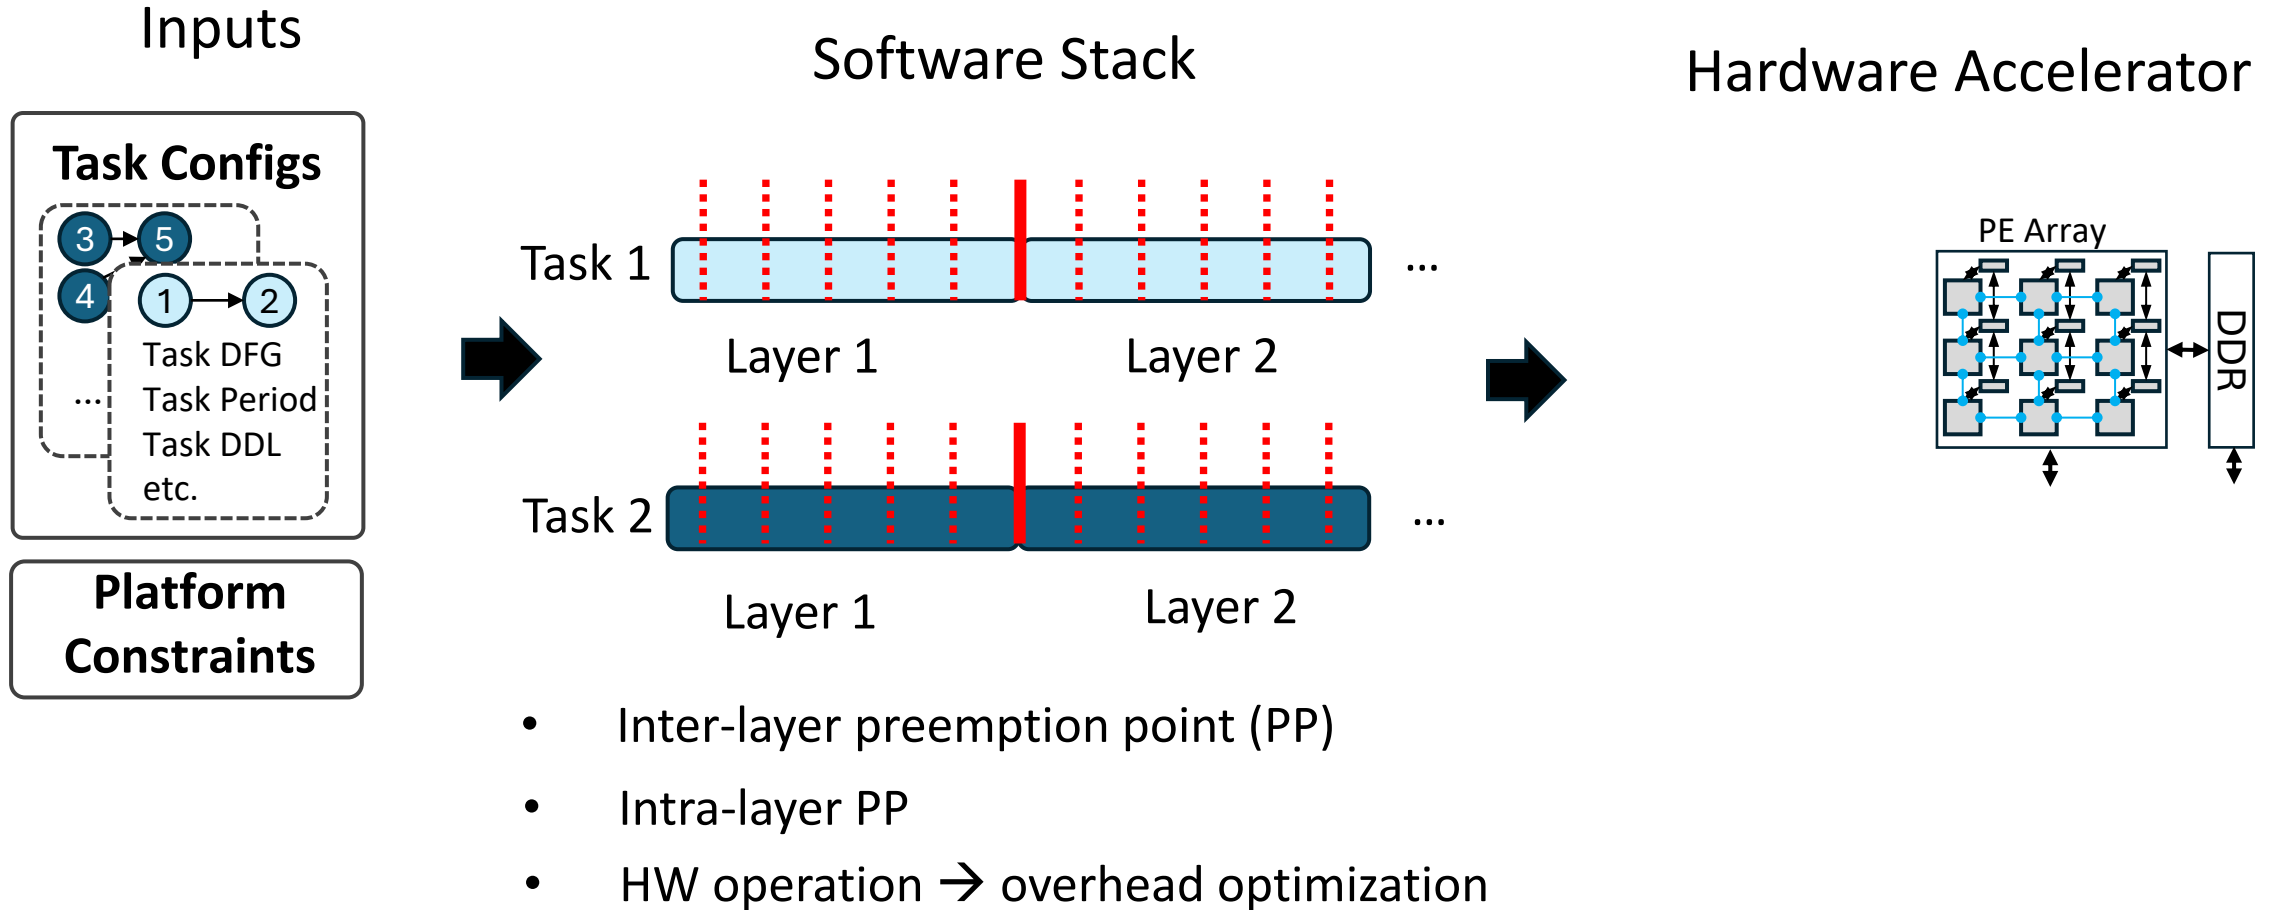 Inputs
Software Stack
Hardware Accelerator
Task Configs
3
5
4
1
2
Task DFG
Task Period
Task DDL
etc.
...
Platform
Constraints
Task 1
...
Layer 1
Layer 2
Task 2
...
Layer 1
Layer 2
• Inter-layer preemption point (PP)
• Intra-layer PP
• HW operation → overhead optimization
PE Array
DDR